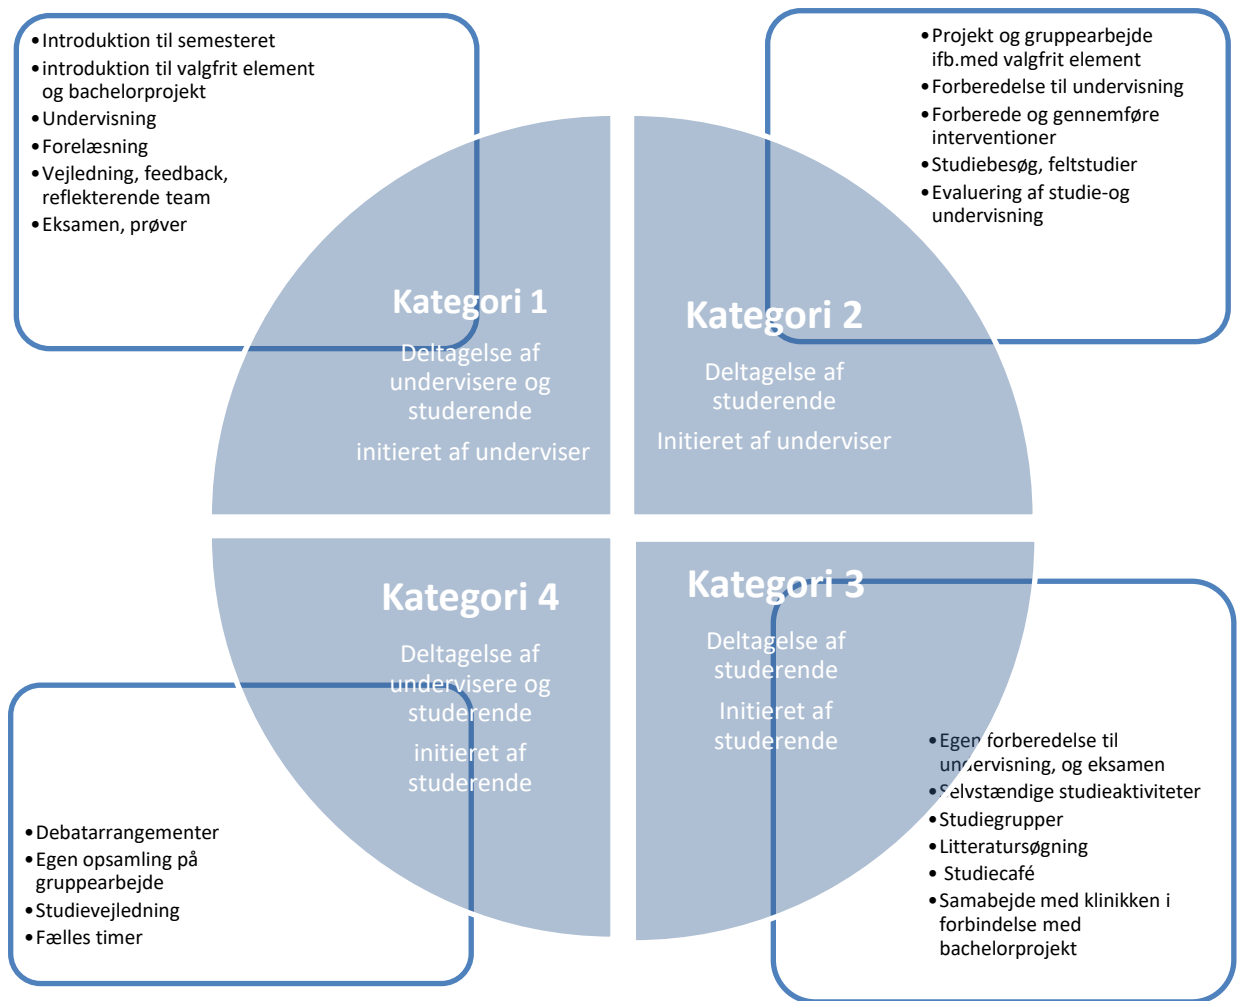 •Introduktion til semesteret
•introduktion til valgfrit element
og bachelorprojekt
•Undervisning
•Forelæsning
•Vejledning, feedback,
reflekterende team
•Eksamen, prøver
•Projekt og gruppearbejde
ifb.med valgfrit element
•Forberedelse til undervisning
•Forberede og gennemføre
interventioner
•Studiebesøg, feltstudier
•Evaluering af studie-og
undervisning
Kategori 1
Deltagelse af
undervisere og
studerende
initieret af underviser
Kategori 2
Deltagelse af
studerende
Initieret af underviser
Kategori 4
Deltagelse af
undervisere og
studerende
initieret af
studerende
Kategori 3
Deltagelse af
studerende
Initieret af
studerende
•Debatarrangementer
•Egen opsamling på
gruppearbejde
•Studievejledning
•Fælles timer
•Egen forberedelse til
undervisning, og eksamen
•Selvstændige studieaktiviteter
•Studiegrupper
•Litteratursøgning
• Studiecafé
•Samabejde med klinikken i
forbindelse med
bachelorprojekt